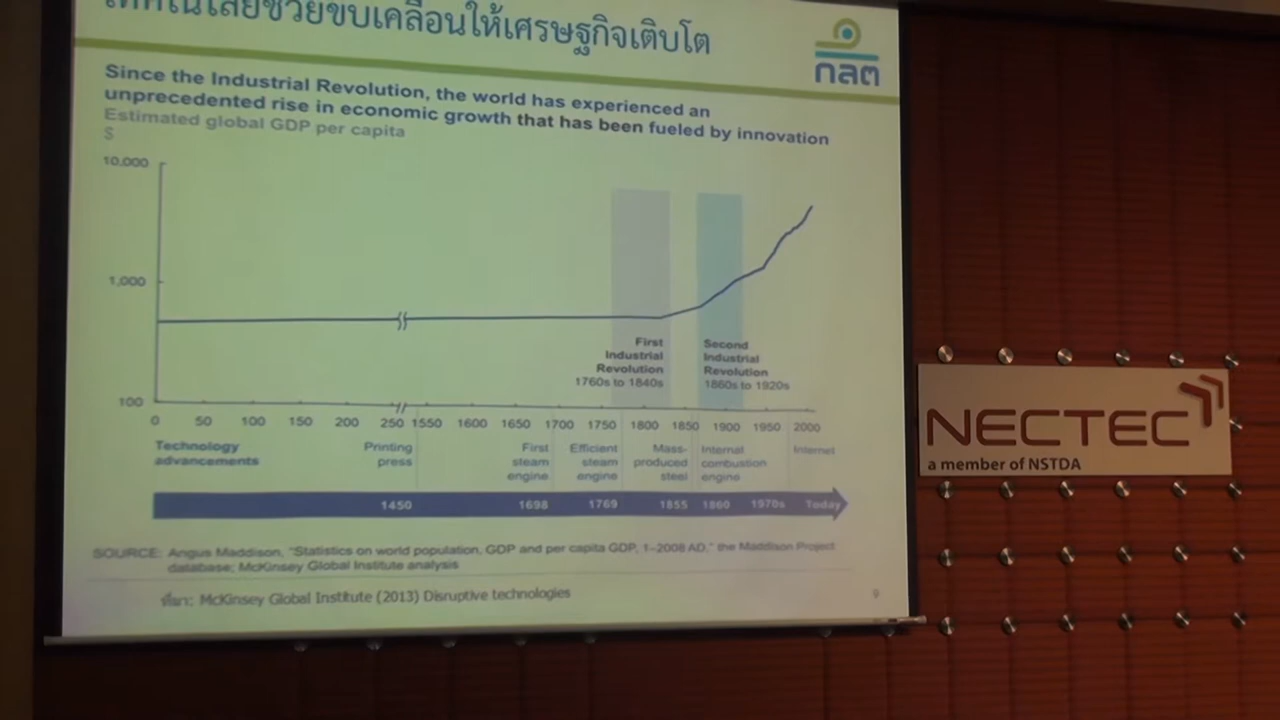 เทคโนโลยีช่วยขับเคลื่อนให้เศรษฐกิจเติบโต
กลต
Since the Industrial Revolution, the world has experienced an
unprecedented rise in economic growth that has been fueled by innovation
Estimated global GDP per capita
$
10,000
1,000
100
First
Industrial
Revolution
1760s to 1840s
Second
Industrial
Revolution
1860s to 1920s
0 50 100 150 200 250 1550 1600 1650 1700 1750 1800 1850 1900 1950 2000
Technology
advancements
Printing
press
First
steam
engine
Efficient
steam
engine
Mass-
produced
steel
Internal
combustion
engine
Internet
1450 1698 1769 1855 1860 1970s Today
SOURCE: Angus Maddison, "Statistics on world population, GDP and per capita GDP, 1–2008 AD," the Maddison Project
database; McKinsey Global Institute analysis
ที่มา: McKinsey Global Institute (2013) Disruptive technologies
9
NECTEC
a member of NSTDA